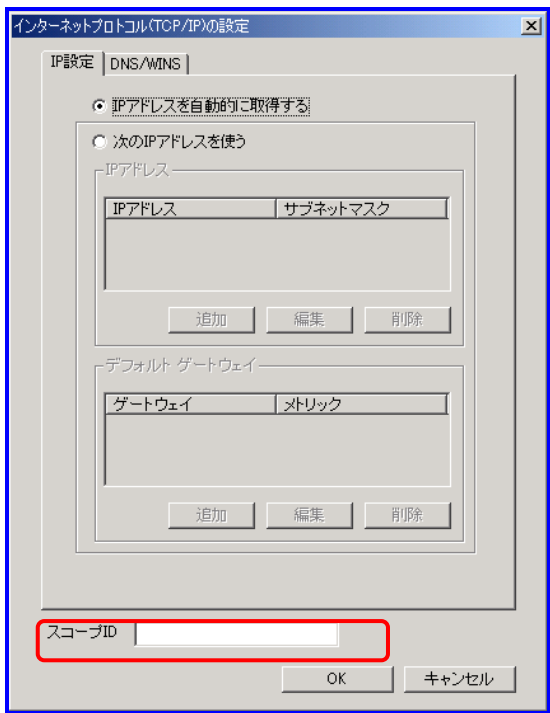 インターネットプロトコル(TCP/IP)の設定
IP設定 DNS/WINS
IPアドレスを自動的に取得する
次のIPアドレスを使う
IPアドレス
IPアドレス サブネットマスク
追加 編集 削除
デフォルト ゲートウェイ
ゲートウェイ メトリック
追加 編集 削除
スコープID
OK キャンセル